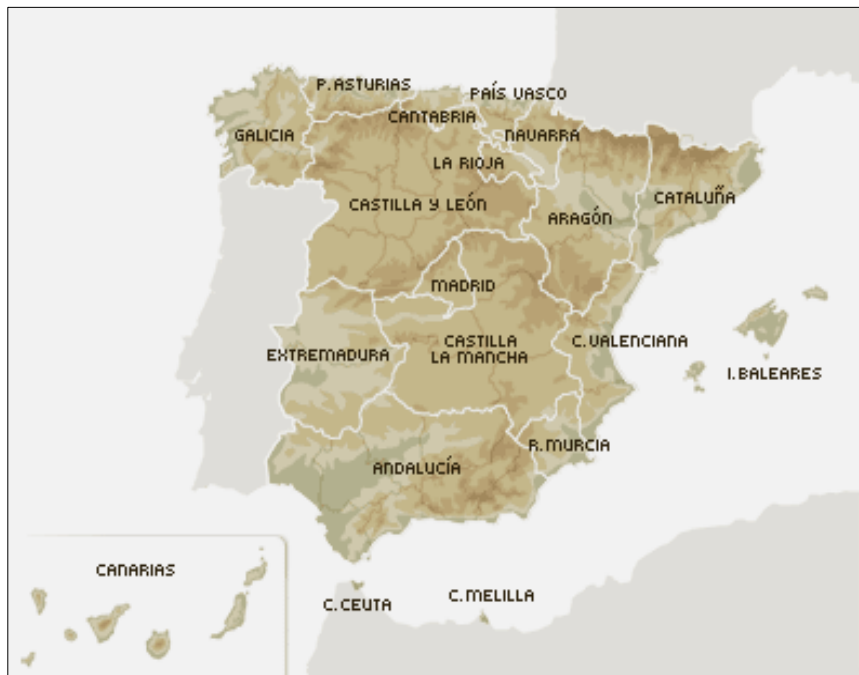 P. ASTURIAS
PAÍS VASCO
CANTABRIA
GALICIA
NAVARRA
LA RIOJA
CATALUÑA
CASTILLA Y LEÓN
ARAGÓN
MADRID
C. VALENCIANA
CASTILLA
LA MANCHA
EXTREMADURA
I. BALEARES
R. MURCIA
ANDALUCÍA
CANARIAS
C. MELILLA
C. CEUTA